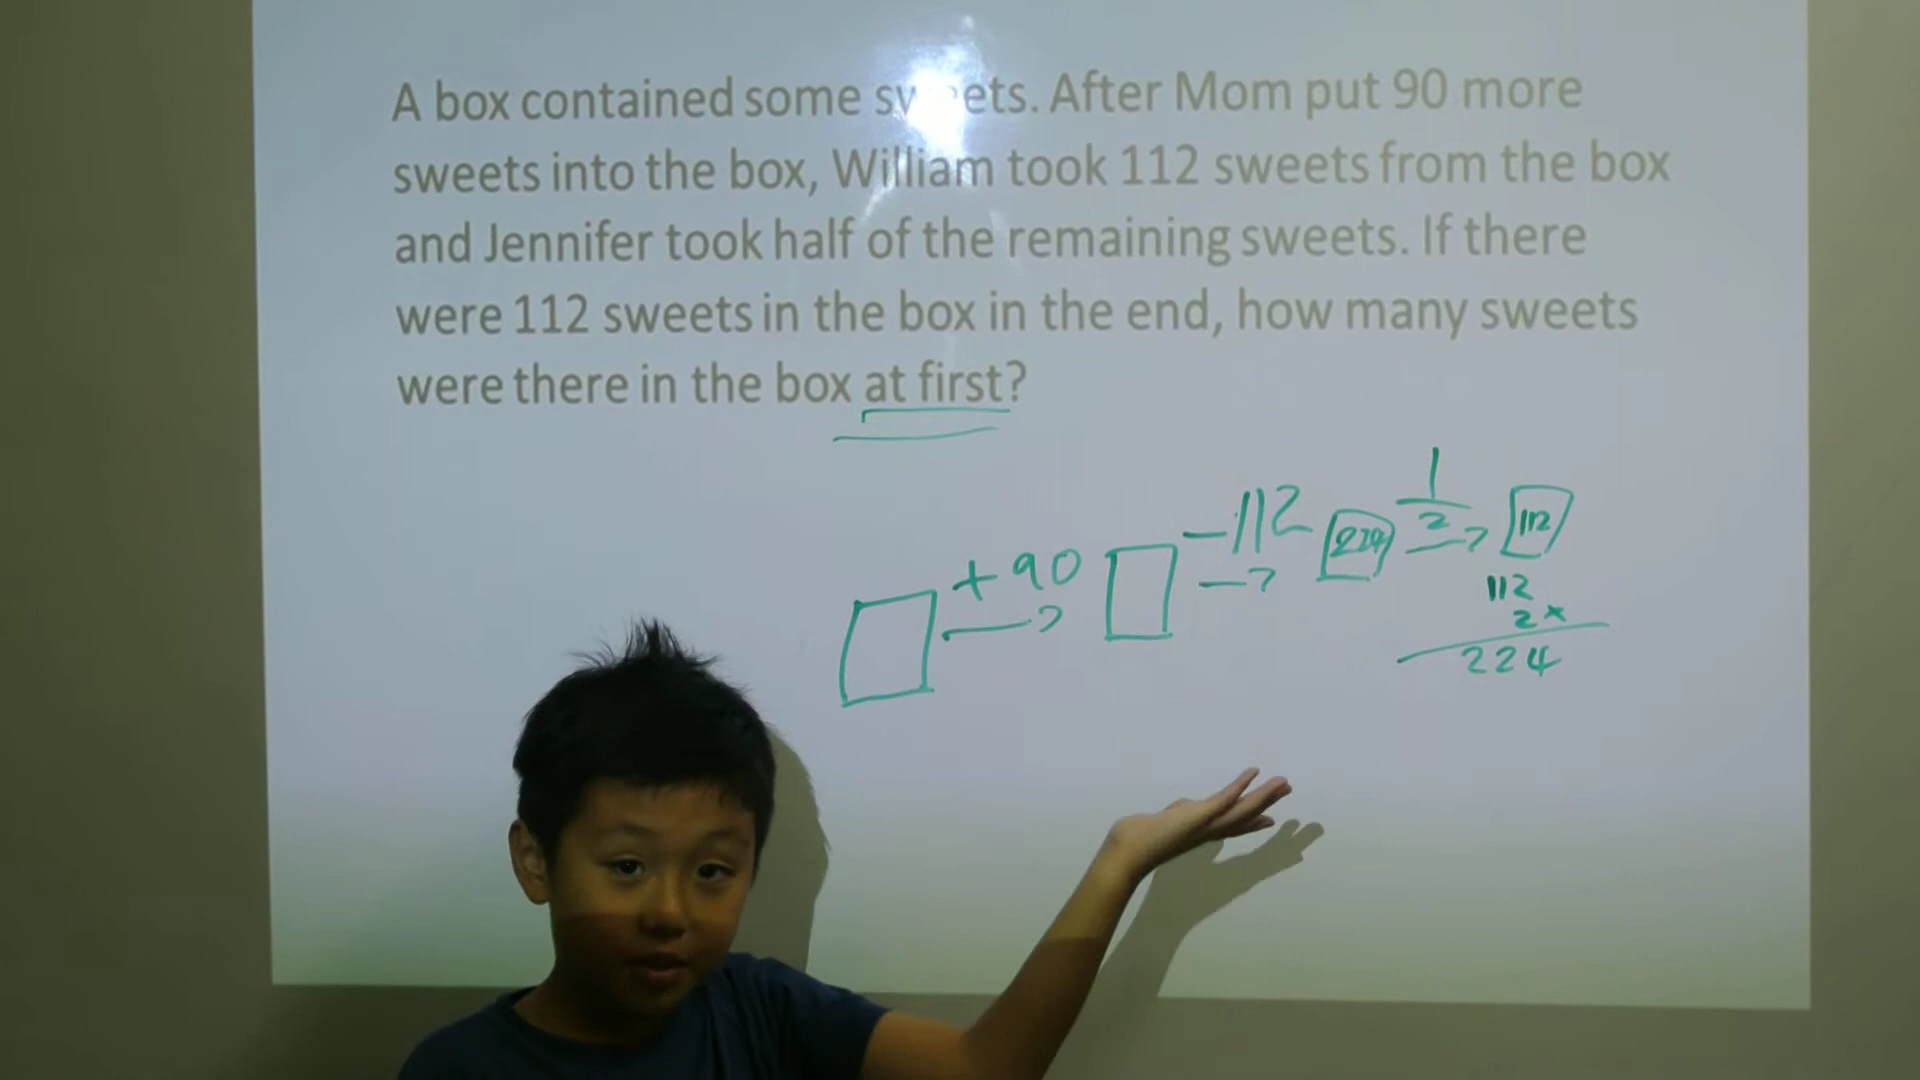 A box contained some sweets. After Mom put 90 more
sweets into the box, William took 112 sweets from the box
and Jennifer took half of the remaining sweets. If there
were 112 sweets in the box in the end, how many sweets
were there in the box at first?
+90 -112 224 1/2 112
112
2x
224